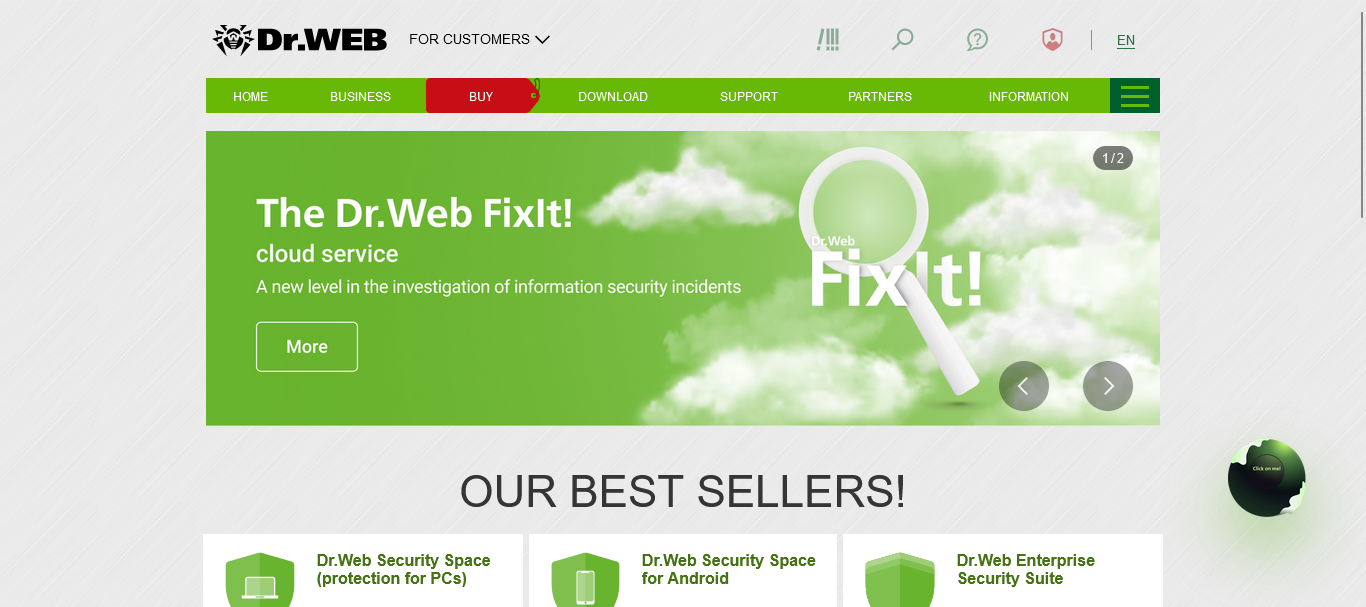 Dr.WEB
FOR CUSTOMERS
EN
HOME
BUSINESS
BUY
DOWNLOAD
SUPPORT
PARTNERS
INFORMATION
1/2
The Dr.Web FixIt!
cloud service
A new level in the investigation of information security incidents
More
Dr.Web
FixIt!
Click on me!
OUR BEST SELLERS!
Dr.Web Security Space
(protection for PCs)
Dr.Web Security Space
for Android
Dr.Web Enterprise
Security Suite